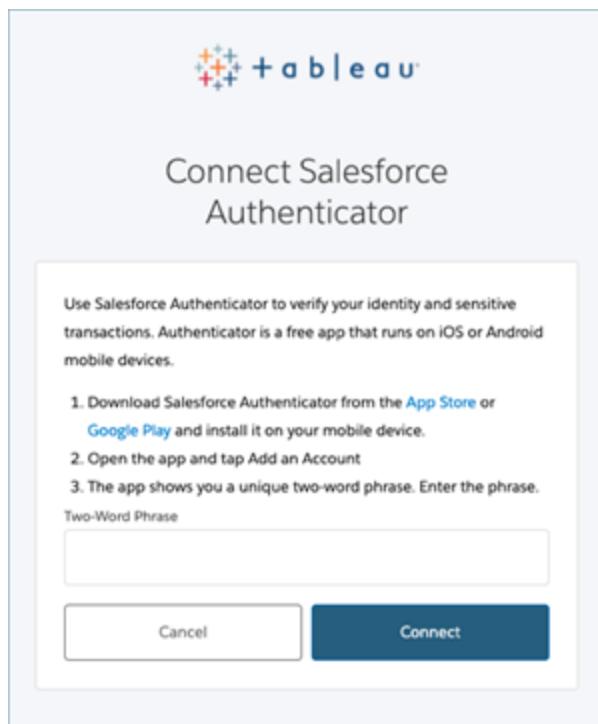 +ableau
Connect Salesforce
Authenticator
Use Salesforce Authenticator to verify your identity and sensitive
transactions. Authenticator is a free app that runs on iOS or Android
mobile devices.
1. Download Salesforce Authenticator from the App Store or
Google Play and install it on your mobile device.
2. Open the app and tap Add an Account
3. The app shows you a unique two-word phrase. Enter the phrase.
Two-Word Phrase
Cancel Connect